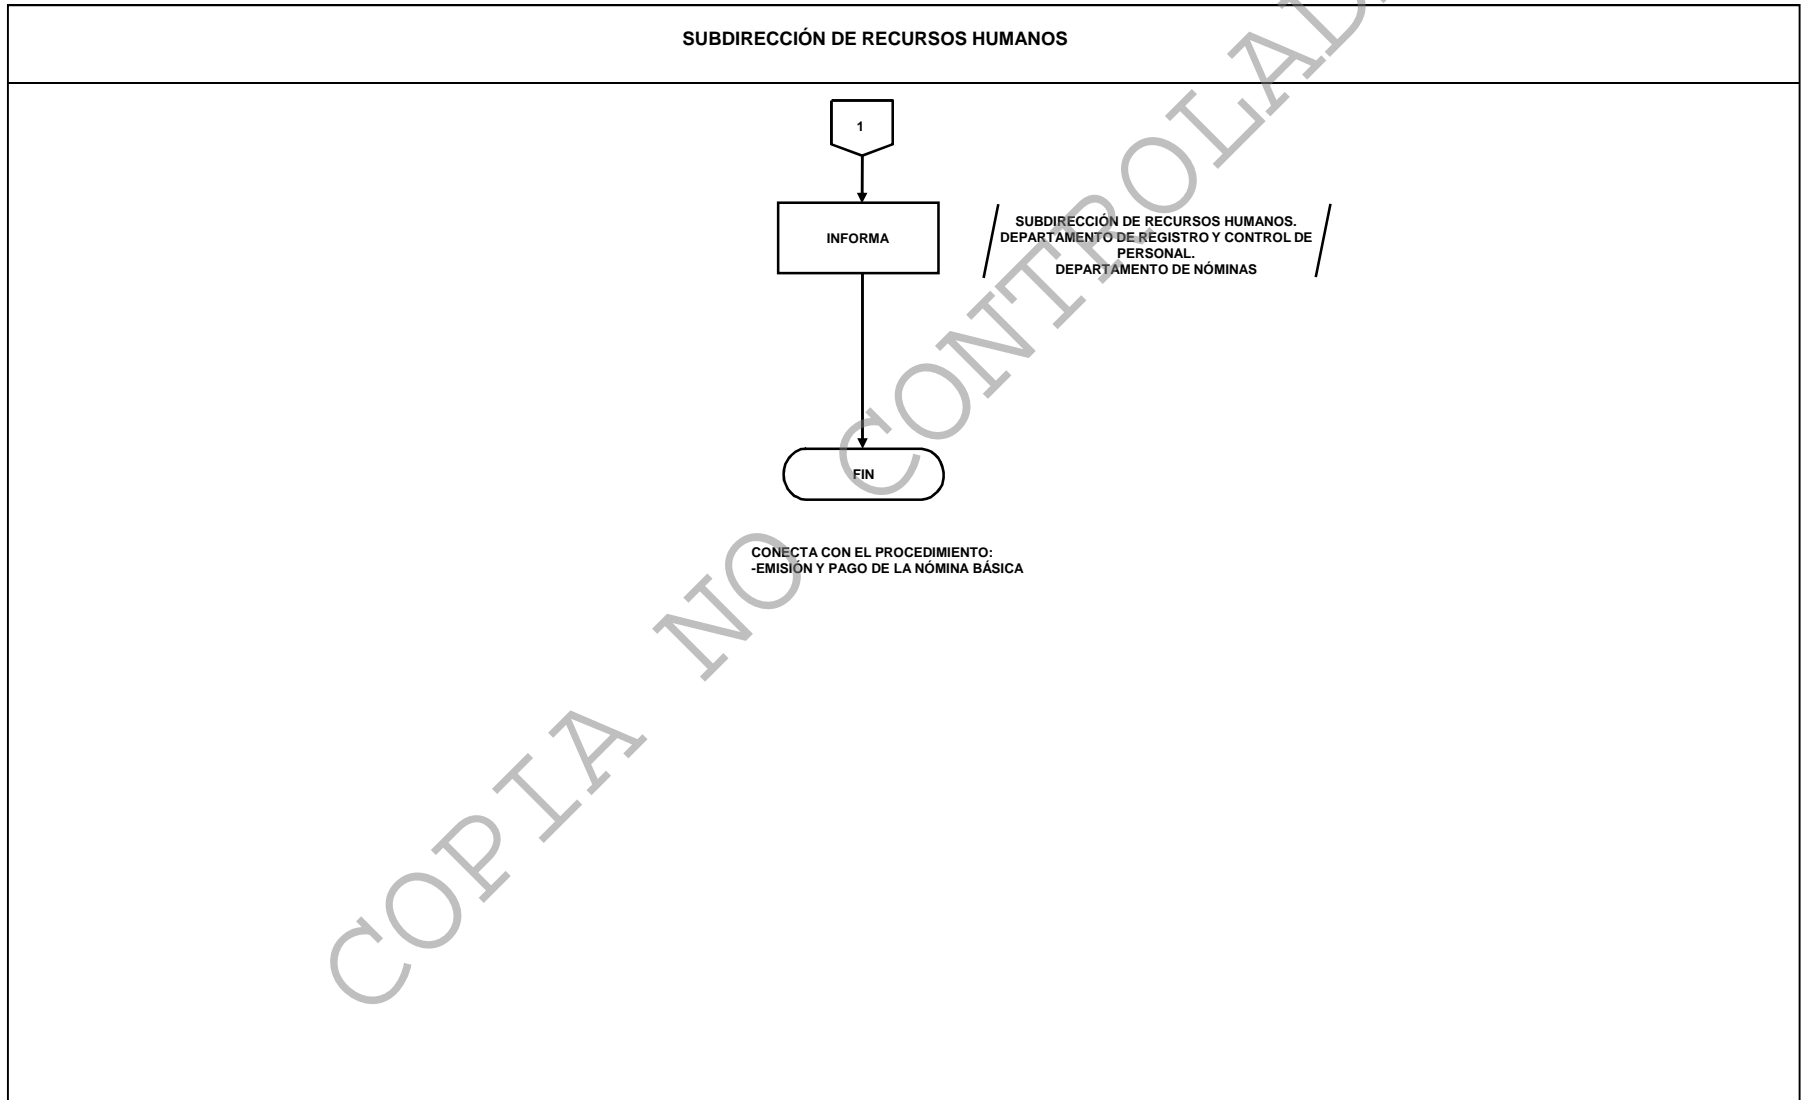 SUBDIRECCIÓN DE RECURSOS HUMANOS
1
INFORMA
SUBDIRECCIÓN DE RECURSOS HUMANOS.
DEPARTAMENTO DE REGISTRO Y CONTROL DE
PERSONAL.
DEPARTAMENTO DE NÓMINAS
FIN
CONECTA CON EL PROCEDIMIENTO:
-EMISIÓN Y PAGO DE LA NÓMINA BÁSICA
COPIA NO CONTROLAD